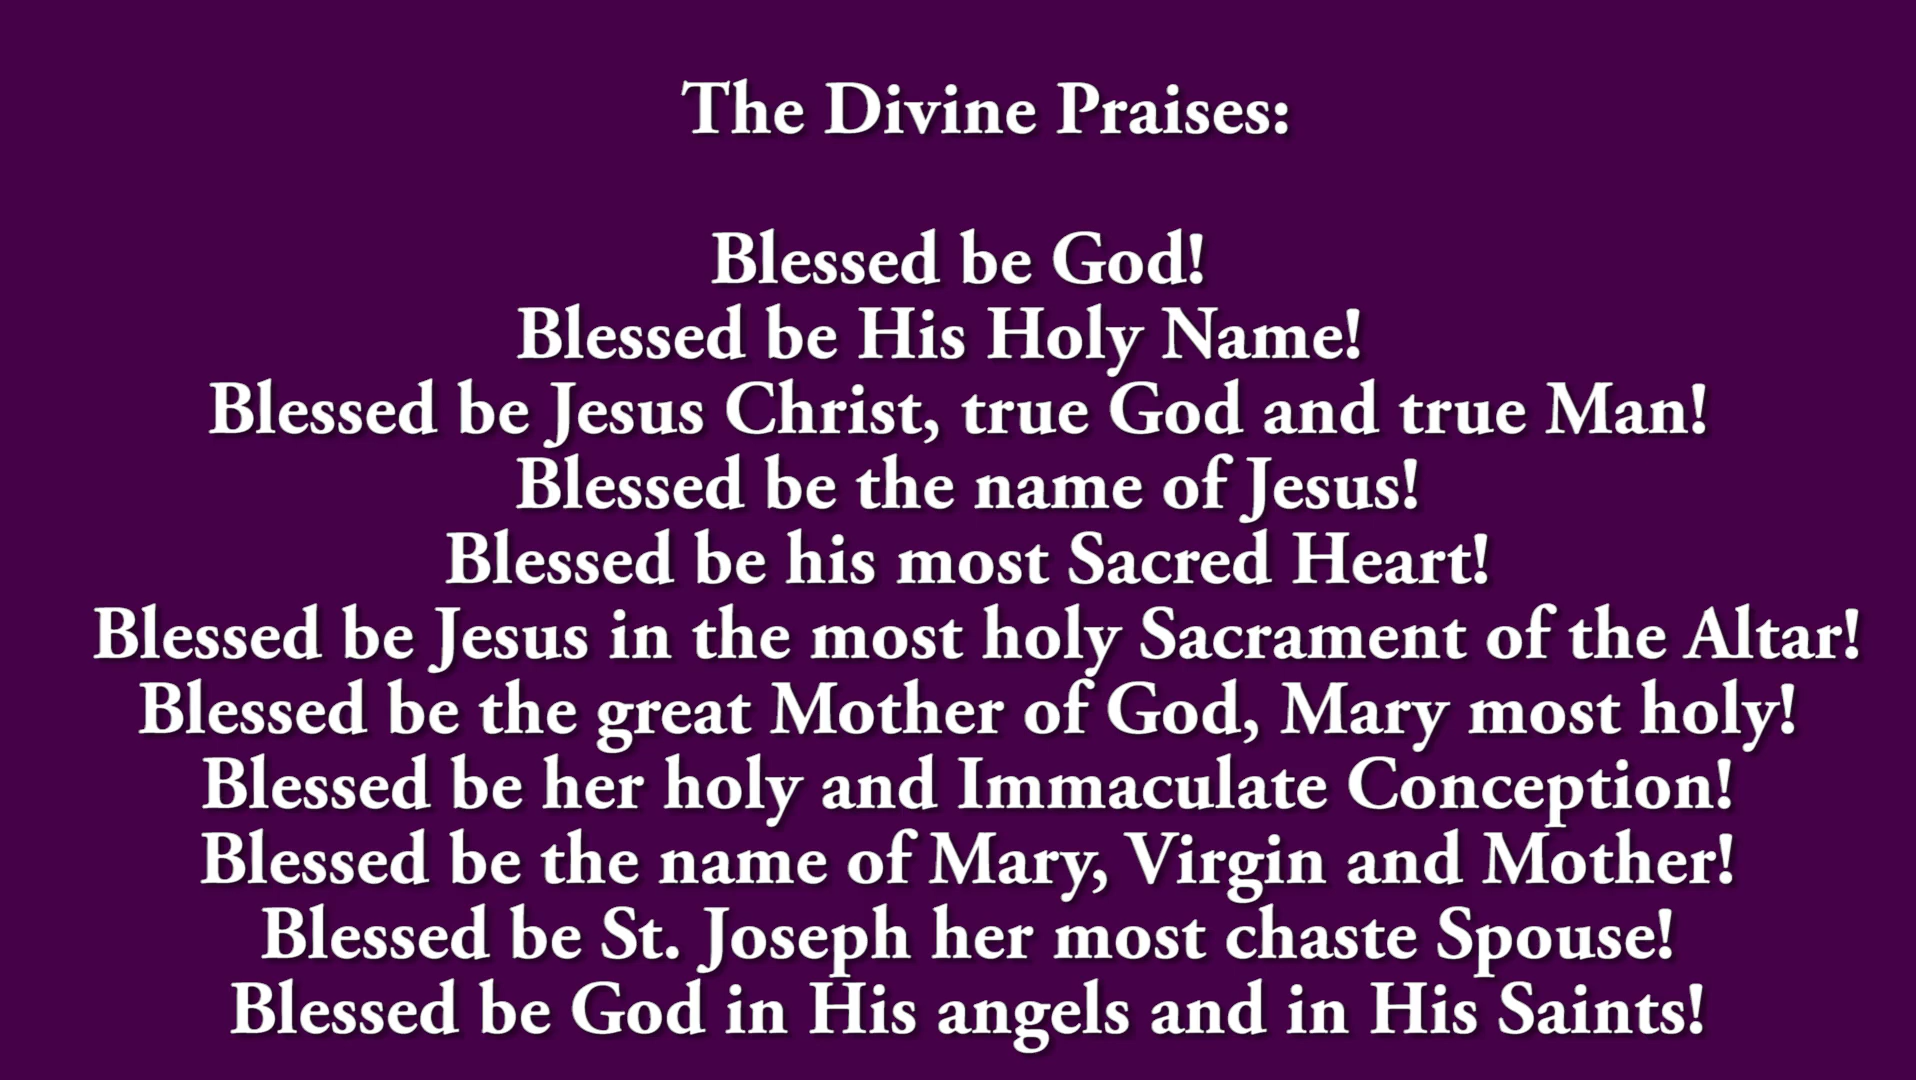 The Divine Praises:
Blessed be God!
Blessed be His Holy Name!
Blessed be Jesus Christ, true God and true Man!
Blessed be the name of Jesus!
Blessed be his most Sacred Heart!
Blessed be Jesus in the most holy Sacrament of the Altar!
Blessed be the great Mother of God, Mary most holy!
Blessed be her holy and Immaculate Conception!
Blessed be the name of Mary, Virgin and Mother!
Blessed be St. Joseph her most chaste Spouse!
Blessed be God in His angels and in His Saints!